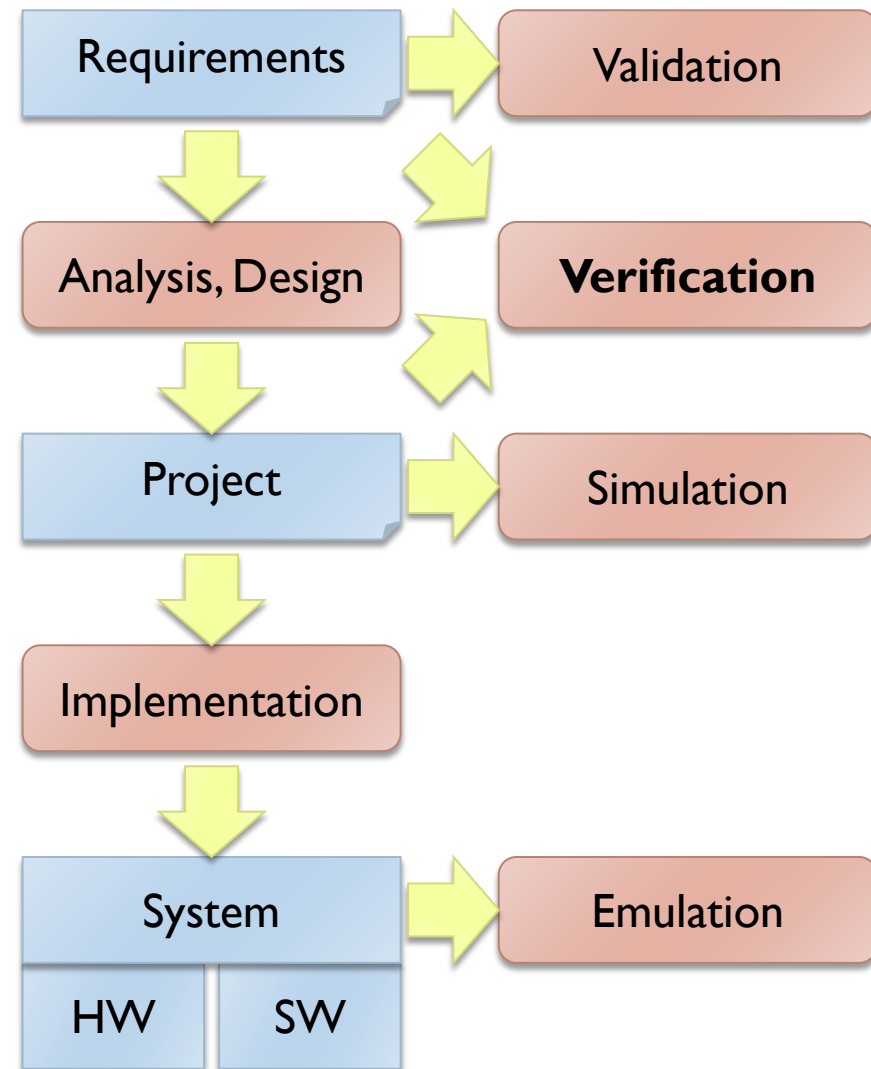 Requirements
Validation
Analysis, Design
Verification
Project
Simulation
Implementation
System
Emulation
HW
SW